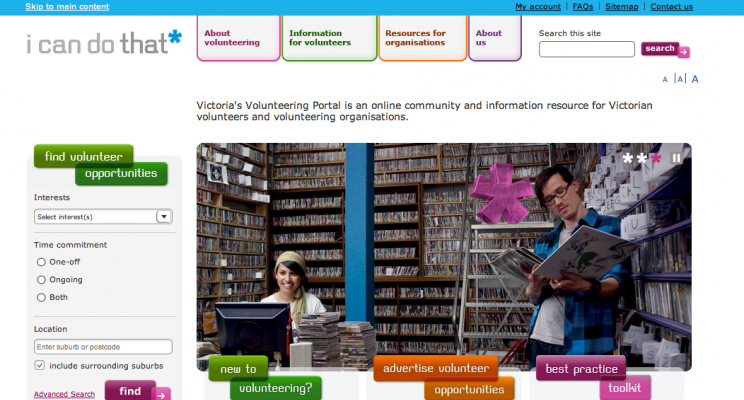 Skip to main content
My account | FAQs | Sitemap | Contact us
i can do that*
About
volunteering
Information
for volunteers
Resources for
organisations
About
us
Search this site
search
A |A| A
Victoria's Volunteering Portal is an online community and information resource for Victorian
volunteers and volunteering organisations.
find volunteer
opportunities
Interests
Select interest(s)
Time commitment
One-off
Ongoing
Both
Location
Enter suburb or postcode
include surrounding suburbs
Advanced Search
find
new to
volunteering?
advertise volunteer
opportunities
best practice
toolkit